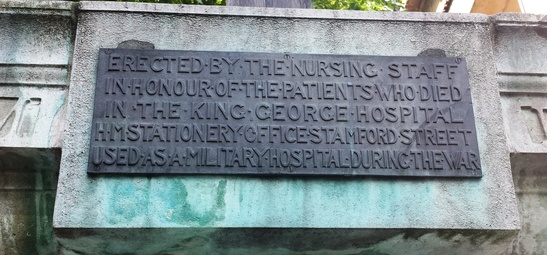 ERECTED·BY·THE·NURSING·STAFF
IN·HONOUR·OF·THE·PATIENTS·WHO·DIED
IN·THE·KING·GEORGE·HOSPITAL
H·M·STATIONERY·OFFICE·STAMFORD·STREET
USED·AS·A·MILITARY·HOSPITAL·DURING·THE·WAR